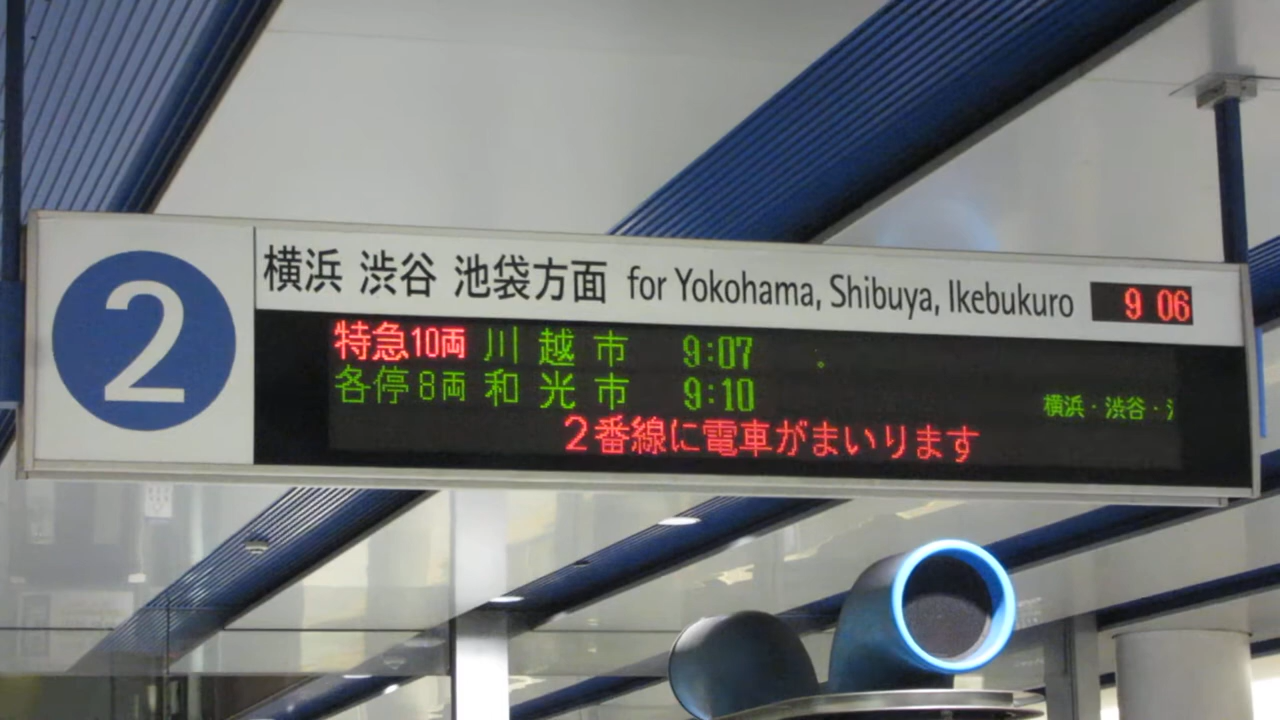 2
横浜 渋谷 池袋方面 for Yokohama, Shibuya, Ikebukuro 9 06
特急10両 川越市 9:07
各停8両 和光市 9:10 横浜・渋谷・
2番線に電車がまいります